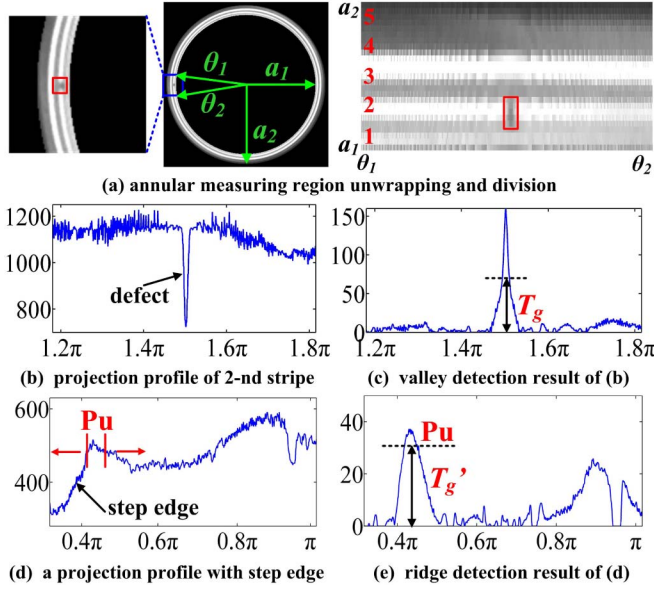 θ1 a1
θ2
a2
a2 5
4
3
2
a1 1
θ1 θ2
(a) annular measuring region unwrapping and division
1200
1000
800
defect
1.2π 1.4π 1.6π 1.8π
(b) projection profile of 2-nd stripe
150
100
50
0
Tg
1.2π 1.4π 1.6π 1.8π
(c) valley detection result of (b)
600
400
Pu
step edge
0.4π 0.6π 0.8π π
(d) a projection profile with step edge
40
20
0
Pu
Tg’
0.4π 0.6π 0.8π π
(e) ridge detection result of (d)